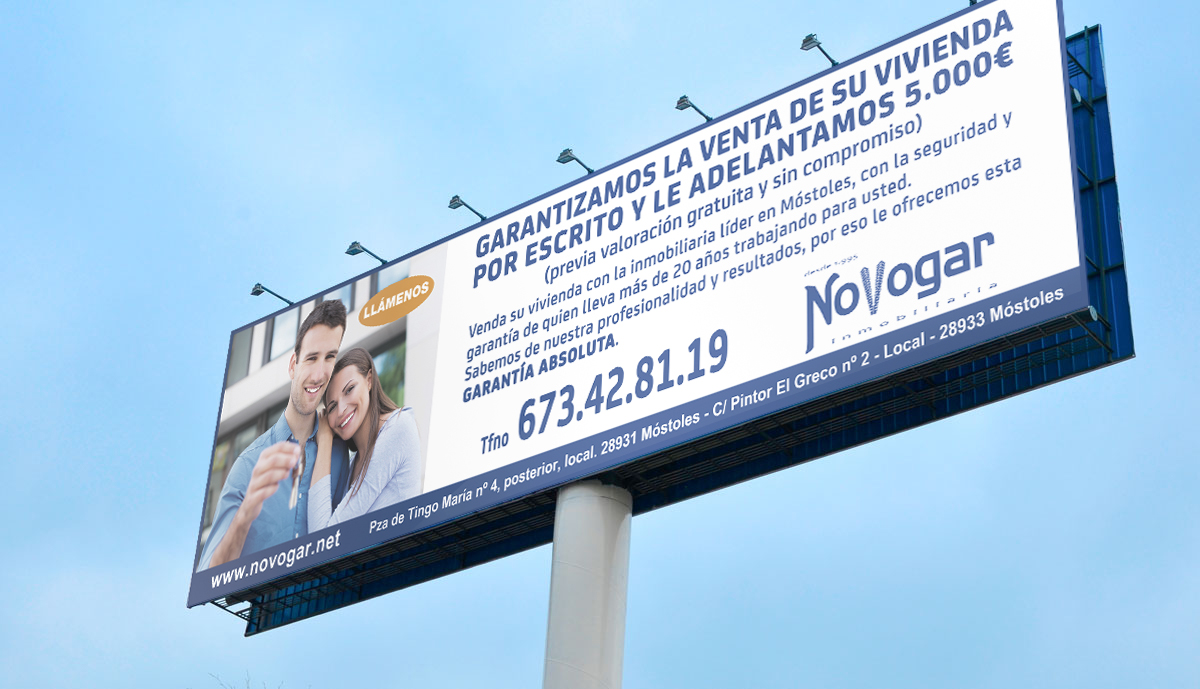 GARANTIZAMOS LA VENTA DE SU VIVIENDA
POR ESCRITO Y LE ADELANTAMOS 5.000€
(previa valoración gratuita y sin compromiso)
Venda su vivienda con la inmobiliaria líder en Móstoles, con la seguridad y
garantía de quien lleva más de 20 años trabajando para usted.
Sabemos de nuestra profesionalidad y resultados, por eso le ofrecemos esta
GARANTÍA ABSOLUTA.
LLÁMENOS
Tfno 673.42.81.19
desde 1.995
Novogar
inmobiliaria
www.novogar.net
Pza de Tingo María nº 4, posterior, local. 28931 Móstoles - C/ Pintor El Greco nº 2 - Local - 28933 Móstoles